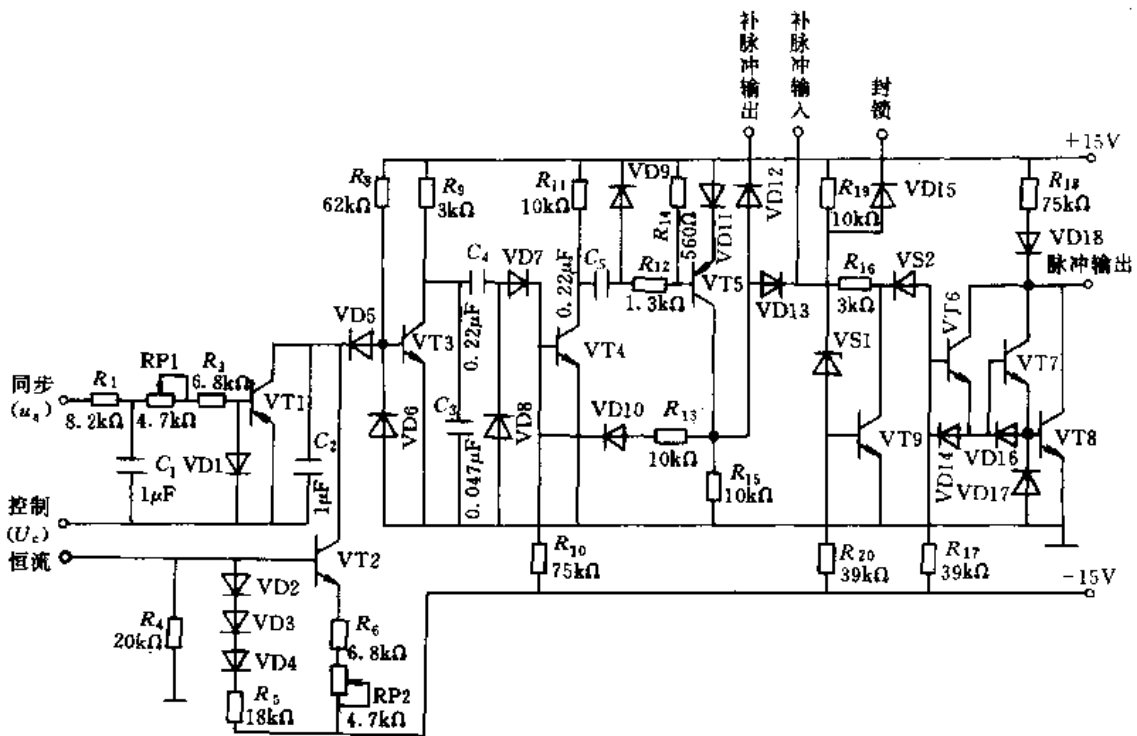 补脉冲输出
补脉冲输入
封锁
+15V
R8
62kΩ
R9
3kΩ
R11
10kΩ
VD9
R14
560Ω
VD11
VD12
R19
10kΩ
VD15
R18
75kΩ
VD18
脉冲输出
C4
0.22μF
VD7
0.22μF
C5
R12
1.3kΩ
VT5
VD13
R16
3kΩ
VS2
VT6
VT7
VD5
VT3
VT4
VS1
同步
(us)
R1
8.2kΩ
RP1
4.7kΩ
R3
6.8kΩ
VT1
C1
1μF
VD1
C2
1μF
VD6
C3
0.047μF
VD8
VD10
R13
10kΩ
R15
10kΩ
VT9
VD14
VD16
VT8
VD17
控制
(Uc)
恒流
VT2
R10
75kΩ
R20
39kΩ
R17
39kΩ
-15V
R4
20kΩ
VD2
VD3
VD4
R5
18kΩ
R6
6.8kΩ
RP2
4.7kΩ